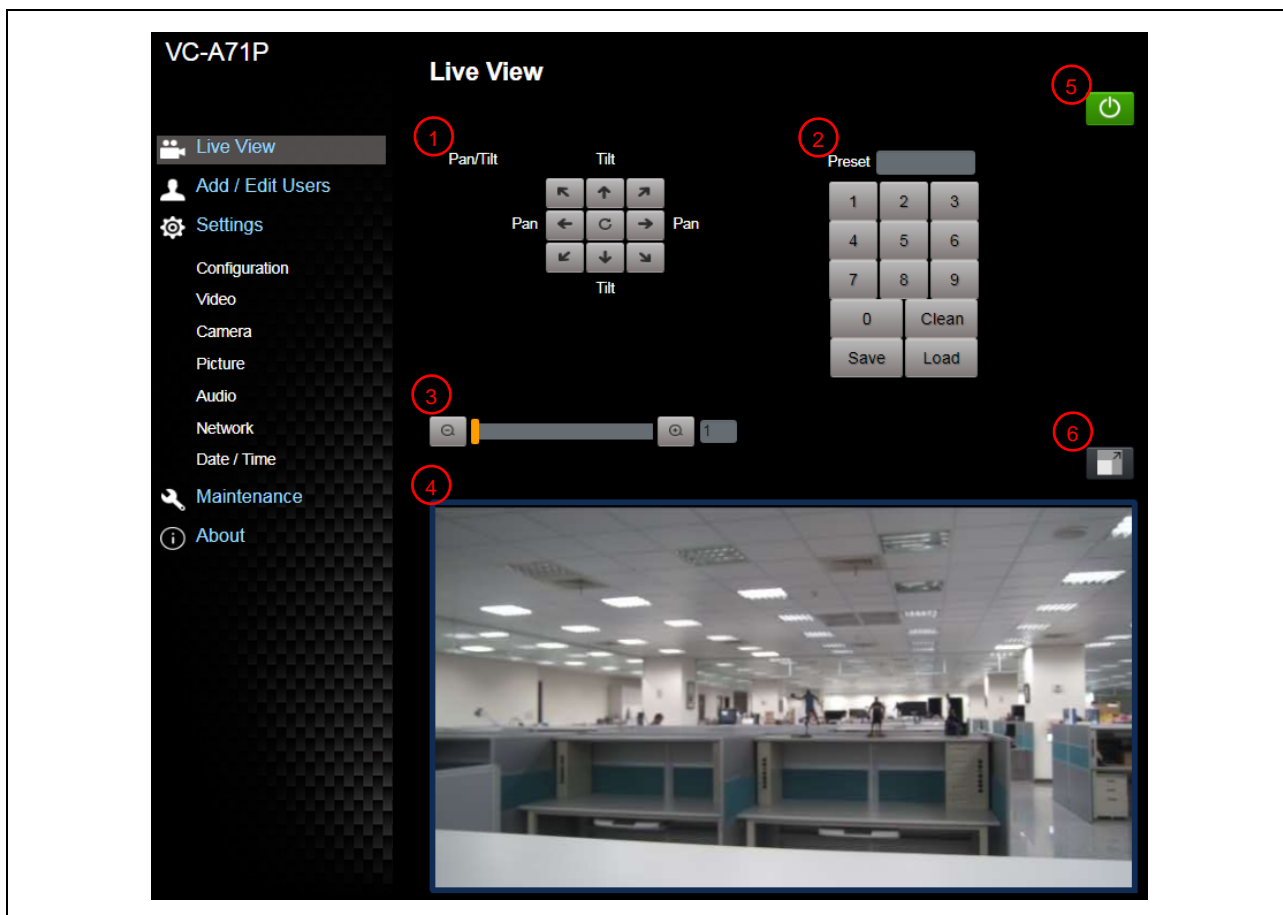 VC-A71P
Live View
5
Live View
Add / Edit Users
Settings
Configuration
Video
Camera
Picture
Audio
Network
Date / Time
Maintenance
About
1
Pan/Tilt
Tilt
Pan
Pan
Tilt
2
Preset
1 2 3
4 5 6
7 8 9
0 Clean
Save Load
3
1
6
4